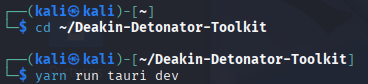 ┌──(kali㉿kali)-[~]
└─$ cd ~/Deakin-Detonator-Toolkit
┌──(kali㉿kali)-[~/Deakin-Detonator-Toolkit]
└─$ yarn run tauri dev